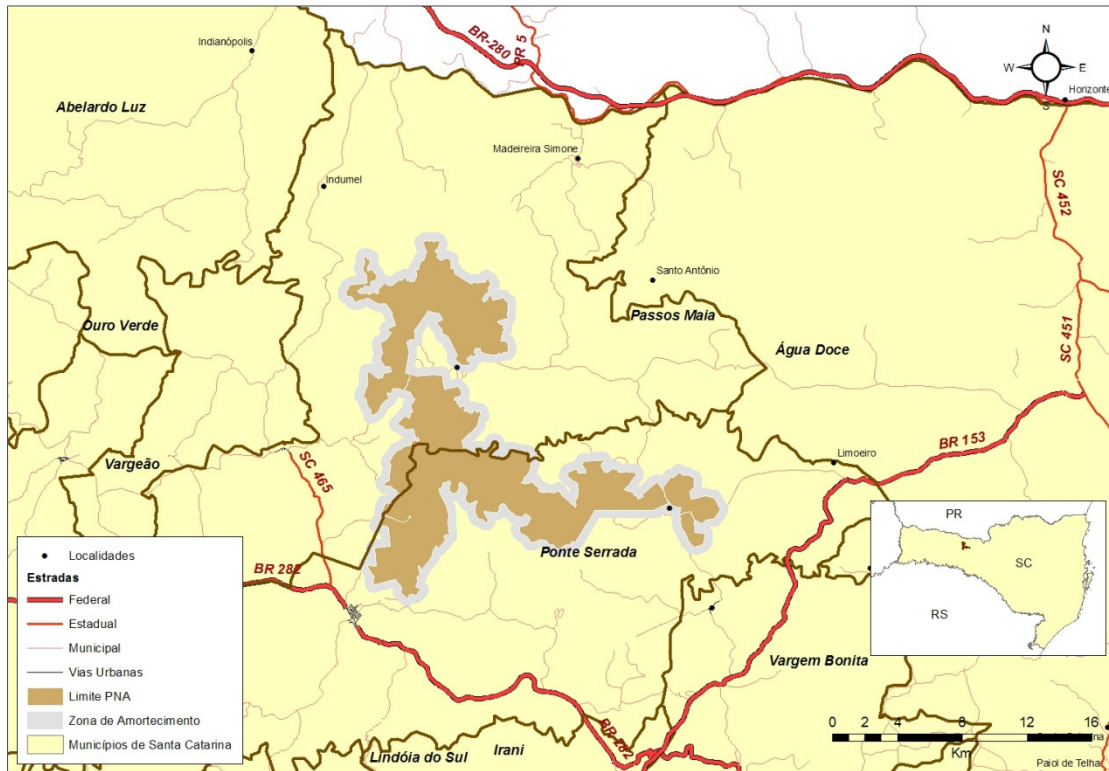 Indianópolis
BR-280
PR 5
N
W E
S
Horizonte
Abelardo Luz
Madeireira Simone
Indumel
SC 452
Santo Antônio
Ouro Verde
Passos Maia
Água Doce
SC 451
Vargeão
SC 465
BR 153
Limoeiro
Ponte Serrada
BR 282
PR
SC
RS
Vargem Bonita
BR-282
Lindóia do Sul
Irani
Localidades
Estradas
Federal
Estadual
Municipal
Vias Urbanas
Limite PNA
Zona de Amortecimento
Municípios de Santa Catarina
0 2 4 8 12 16
Km
Paiol de Telha